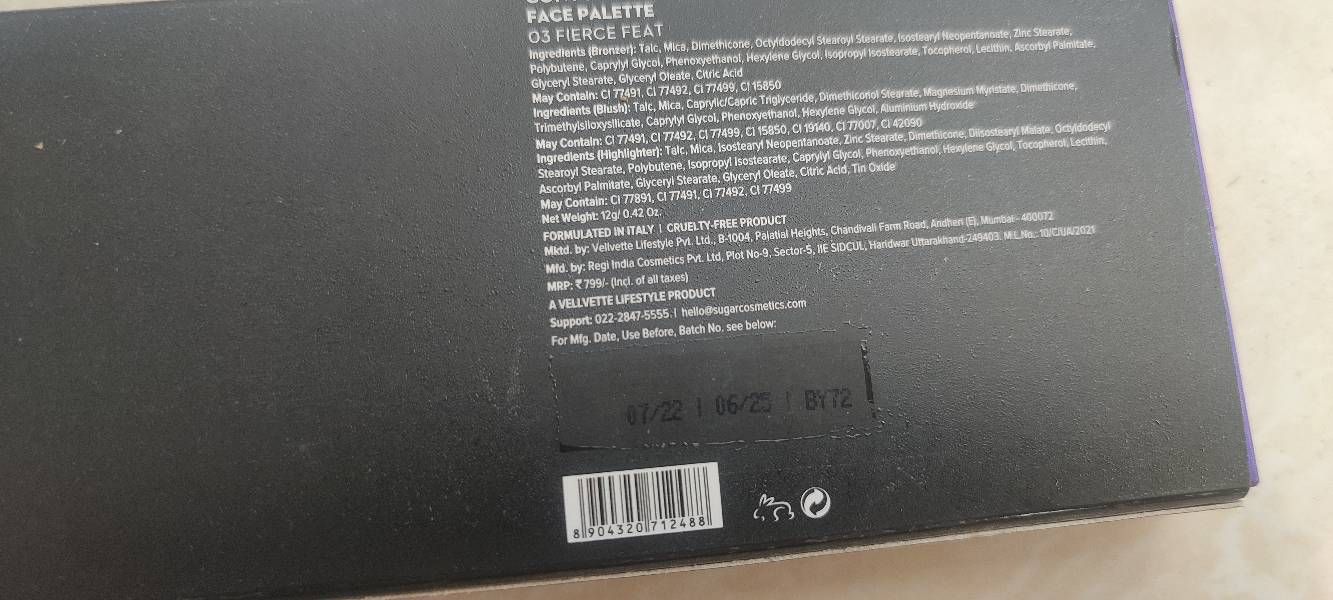 FACE PALETTE
03 FIERCE FEAT
Ingredients (Bronzer): Talc, Mica, Dimethicone, Octyldodecyl Stearoyl Stearate, Isostearyl Neopentanoate, Zinc Stearate,
Polybutene, Caprylyl Glycol, Phenoxyethanol, Hexylene Glycol, Isopropyl Isostearate, Tocopherol, Lecithin, Ascorbyl Palmitate,
Glyceryl Stearate, Glyceryl Oleate, Citric Acid
May Contain: CI 77491, CI 77492, CI 77499, CI 15850
Ingredients (Blush): Talc, Mica, Caprylic/Capric Triglyceride, Dimethiconol Stearate, Magnesium Myristate, Dimethicone,
Trimethylsiloxysilicate, Caprylyl Glycol, Phenoxyethanol, Hexylene Glycol, Aluminium Hydroxide
May Contain: CI 77491, CI 77492, CI 77499, CI 15850, CI 19140, CI 77007, CI 42090
Ingredients (Highlighter): Talc, Mica, Isostearyl Neopentanoate, Zinc Stearate, Dimethicone, Diisostearyl Malate, Octyldodecyl
Stearoyl Stearate, Polybutene, Isopropyl Isostearate, Caprylyl Glycol, Phenoxyethanol, Hexylene Glycol, Tocopherol, Lecithin,
Ascorbyl Palmitate, Glyceryl Stearate, Glyceryl Oleate, Citric Acid, Tin Oxide
May Contain: CI 77891, CI 77491, CI 77492, CI 77499
Net Weight: 12g/ 0.42 Oz.
FORMULATED IN ITALY | CRUELTY-FREE PRODUCT
Mktd. by: Vellvette Lifestyle Pvt. Ltd., B-1004, Palatial Heights, Chandivali Farm Road, Andheri (E), Mumbai - 400072
Mfd. by: Regi India Cosmetics Pvt. Ltd, Plot No-9, Sector-5, IIE SIDCUL, Haridwar Uttarakhand-249403. M.L.No.: 10/C/UA/2021
MRP: ₹799/- (Incl. of all taxes)
A VELLVETTE LIFESTYLE PRODUCT
Support: 022-2847-5555 | hello@sugarcosmetics.com
For Mfg. Date, Use Before, Batch No. see below:
07/22 | 06/25 | BY72
8 904320 712488